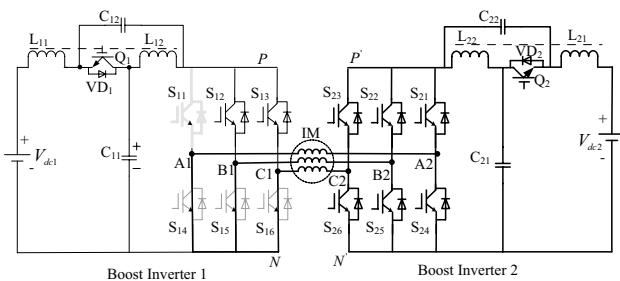 C12
C22
L11
L12
L22
L21
Q1
VD1
VD2
Q2
P
P'
S11
S12
S13
S23
S22
S21
IM
+
Vdc1
-
C11
+
-
A1
B1
C1
C2
B2
A2
C21
+
Vdc2
-
S14
S15
S16
S26
S25
S24
N
N'
Boost Inverter 1
Boost Inverter 2